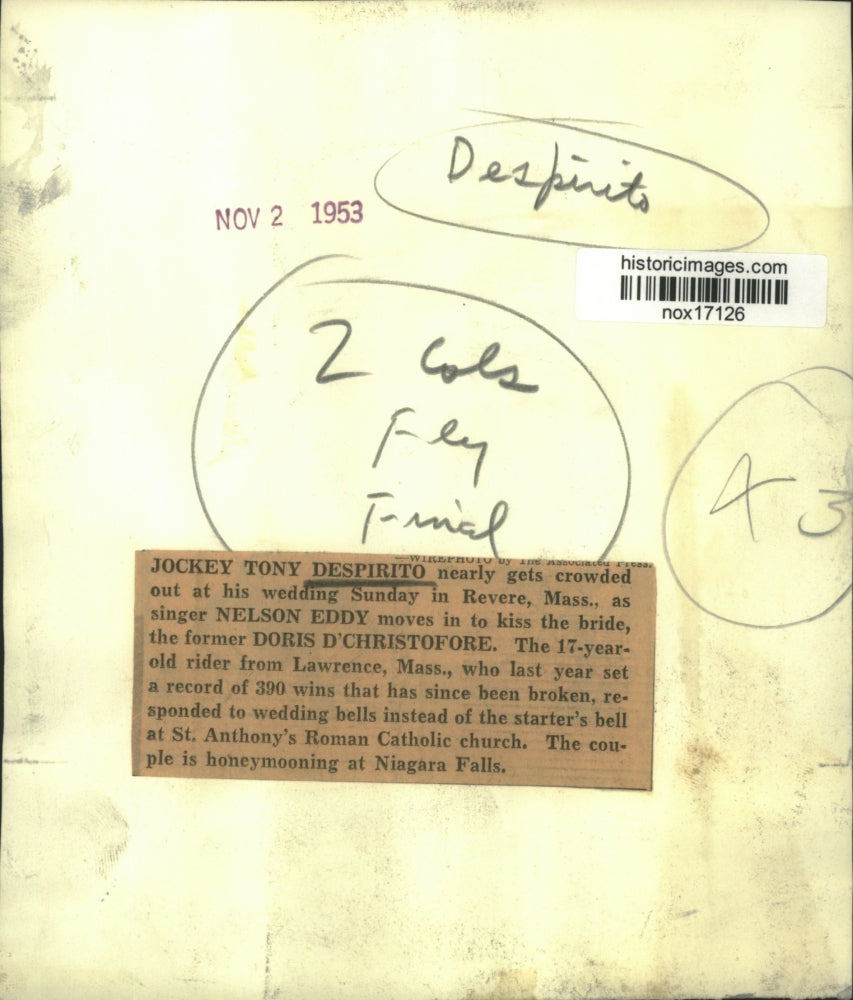 Despirito
NOV 2 1953
historicimages.com
nox17126
2 Cols
Fly
Final
—WIREPHOTO by The Associated Press.
JOCKEY TONY DESPIRITO nearly gets crowded
out at his wedding Sunday in Revere, Mass., as
singer NELSON EDDY moves in to kiss the bride,
the former DORIS D'CHRISTOFORE. The 17-year-
old rider from Lawrence, Mass., who last year set
a record of 390 wins that has since been broken, re-
sponded to wedding bells instead of the starter's bell
at St. Anthony's Roman Catholic church. The cou-
ple is honeymooning at Niagara Falls.